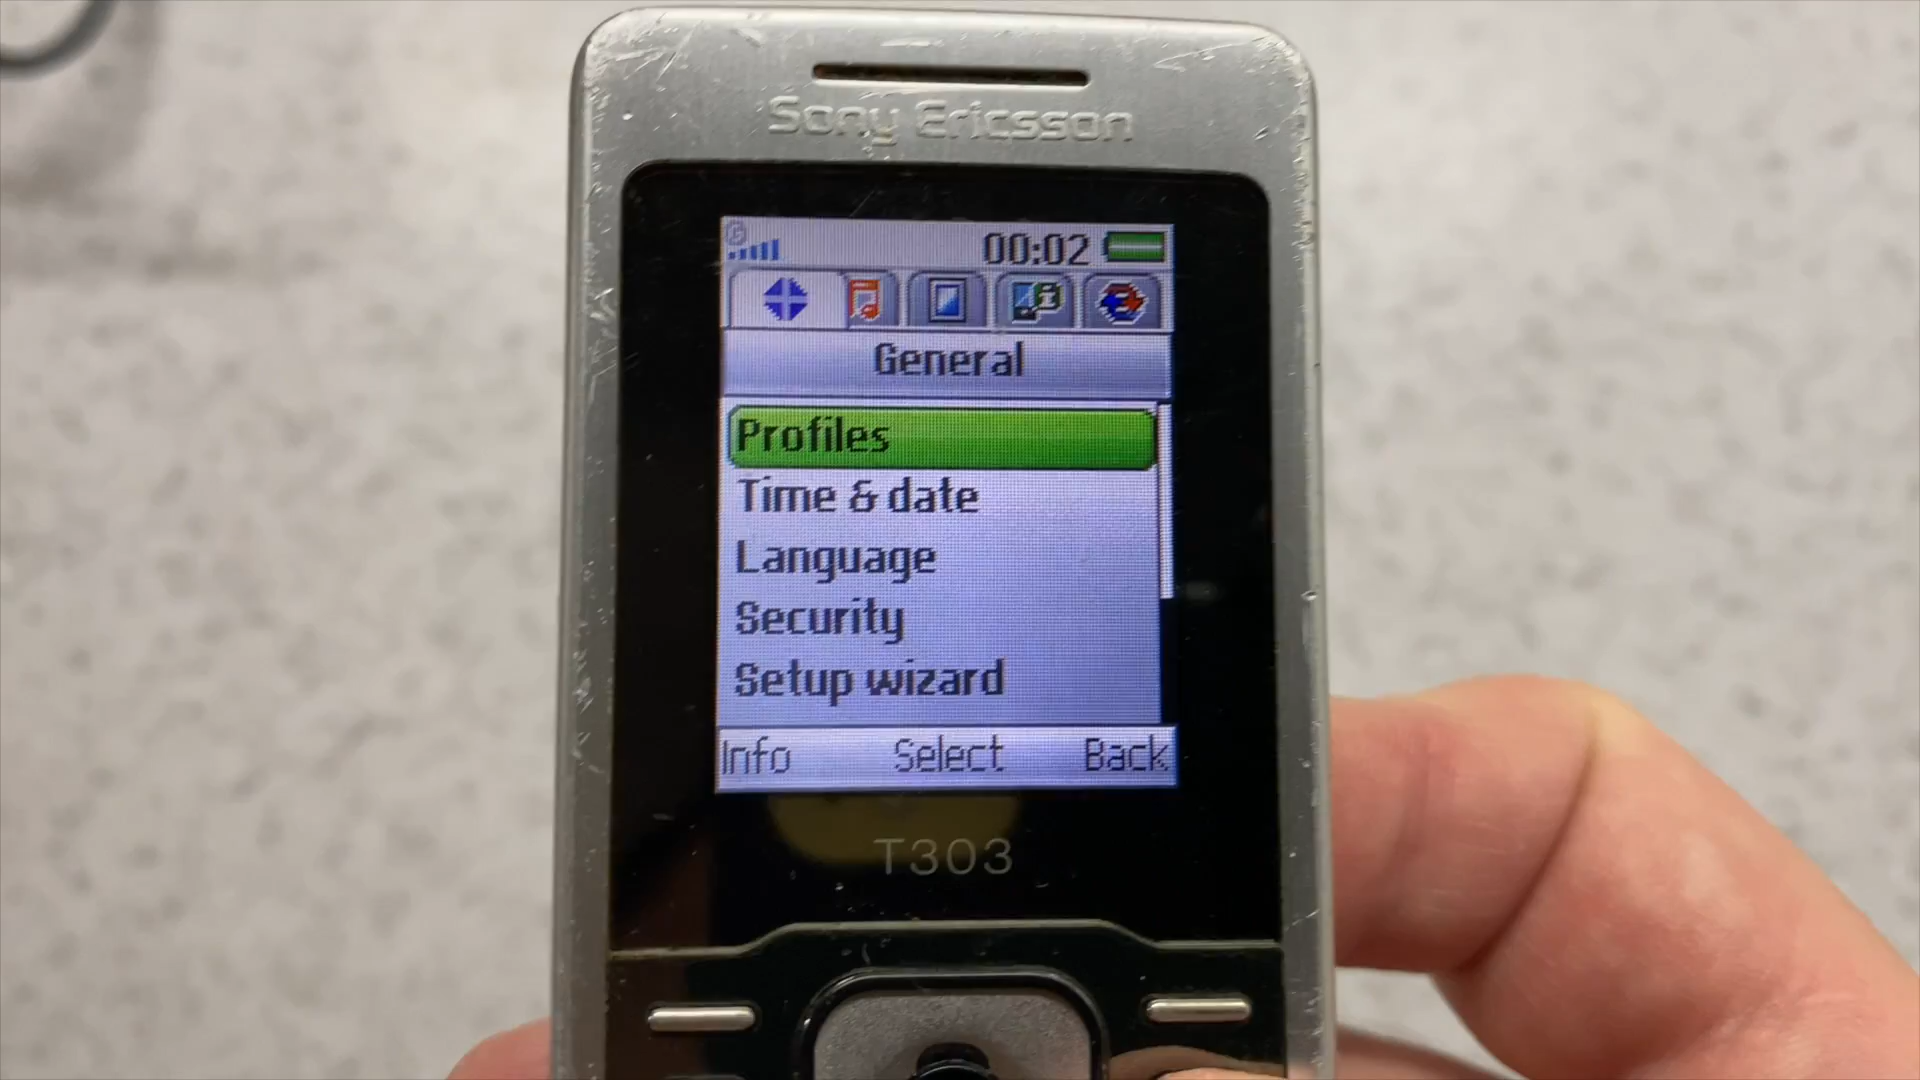 Sony Ericsson
00:02
General
Profiles
Time & date
Language
Security
Setup wizard
Info Select Back
T303